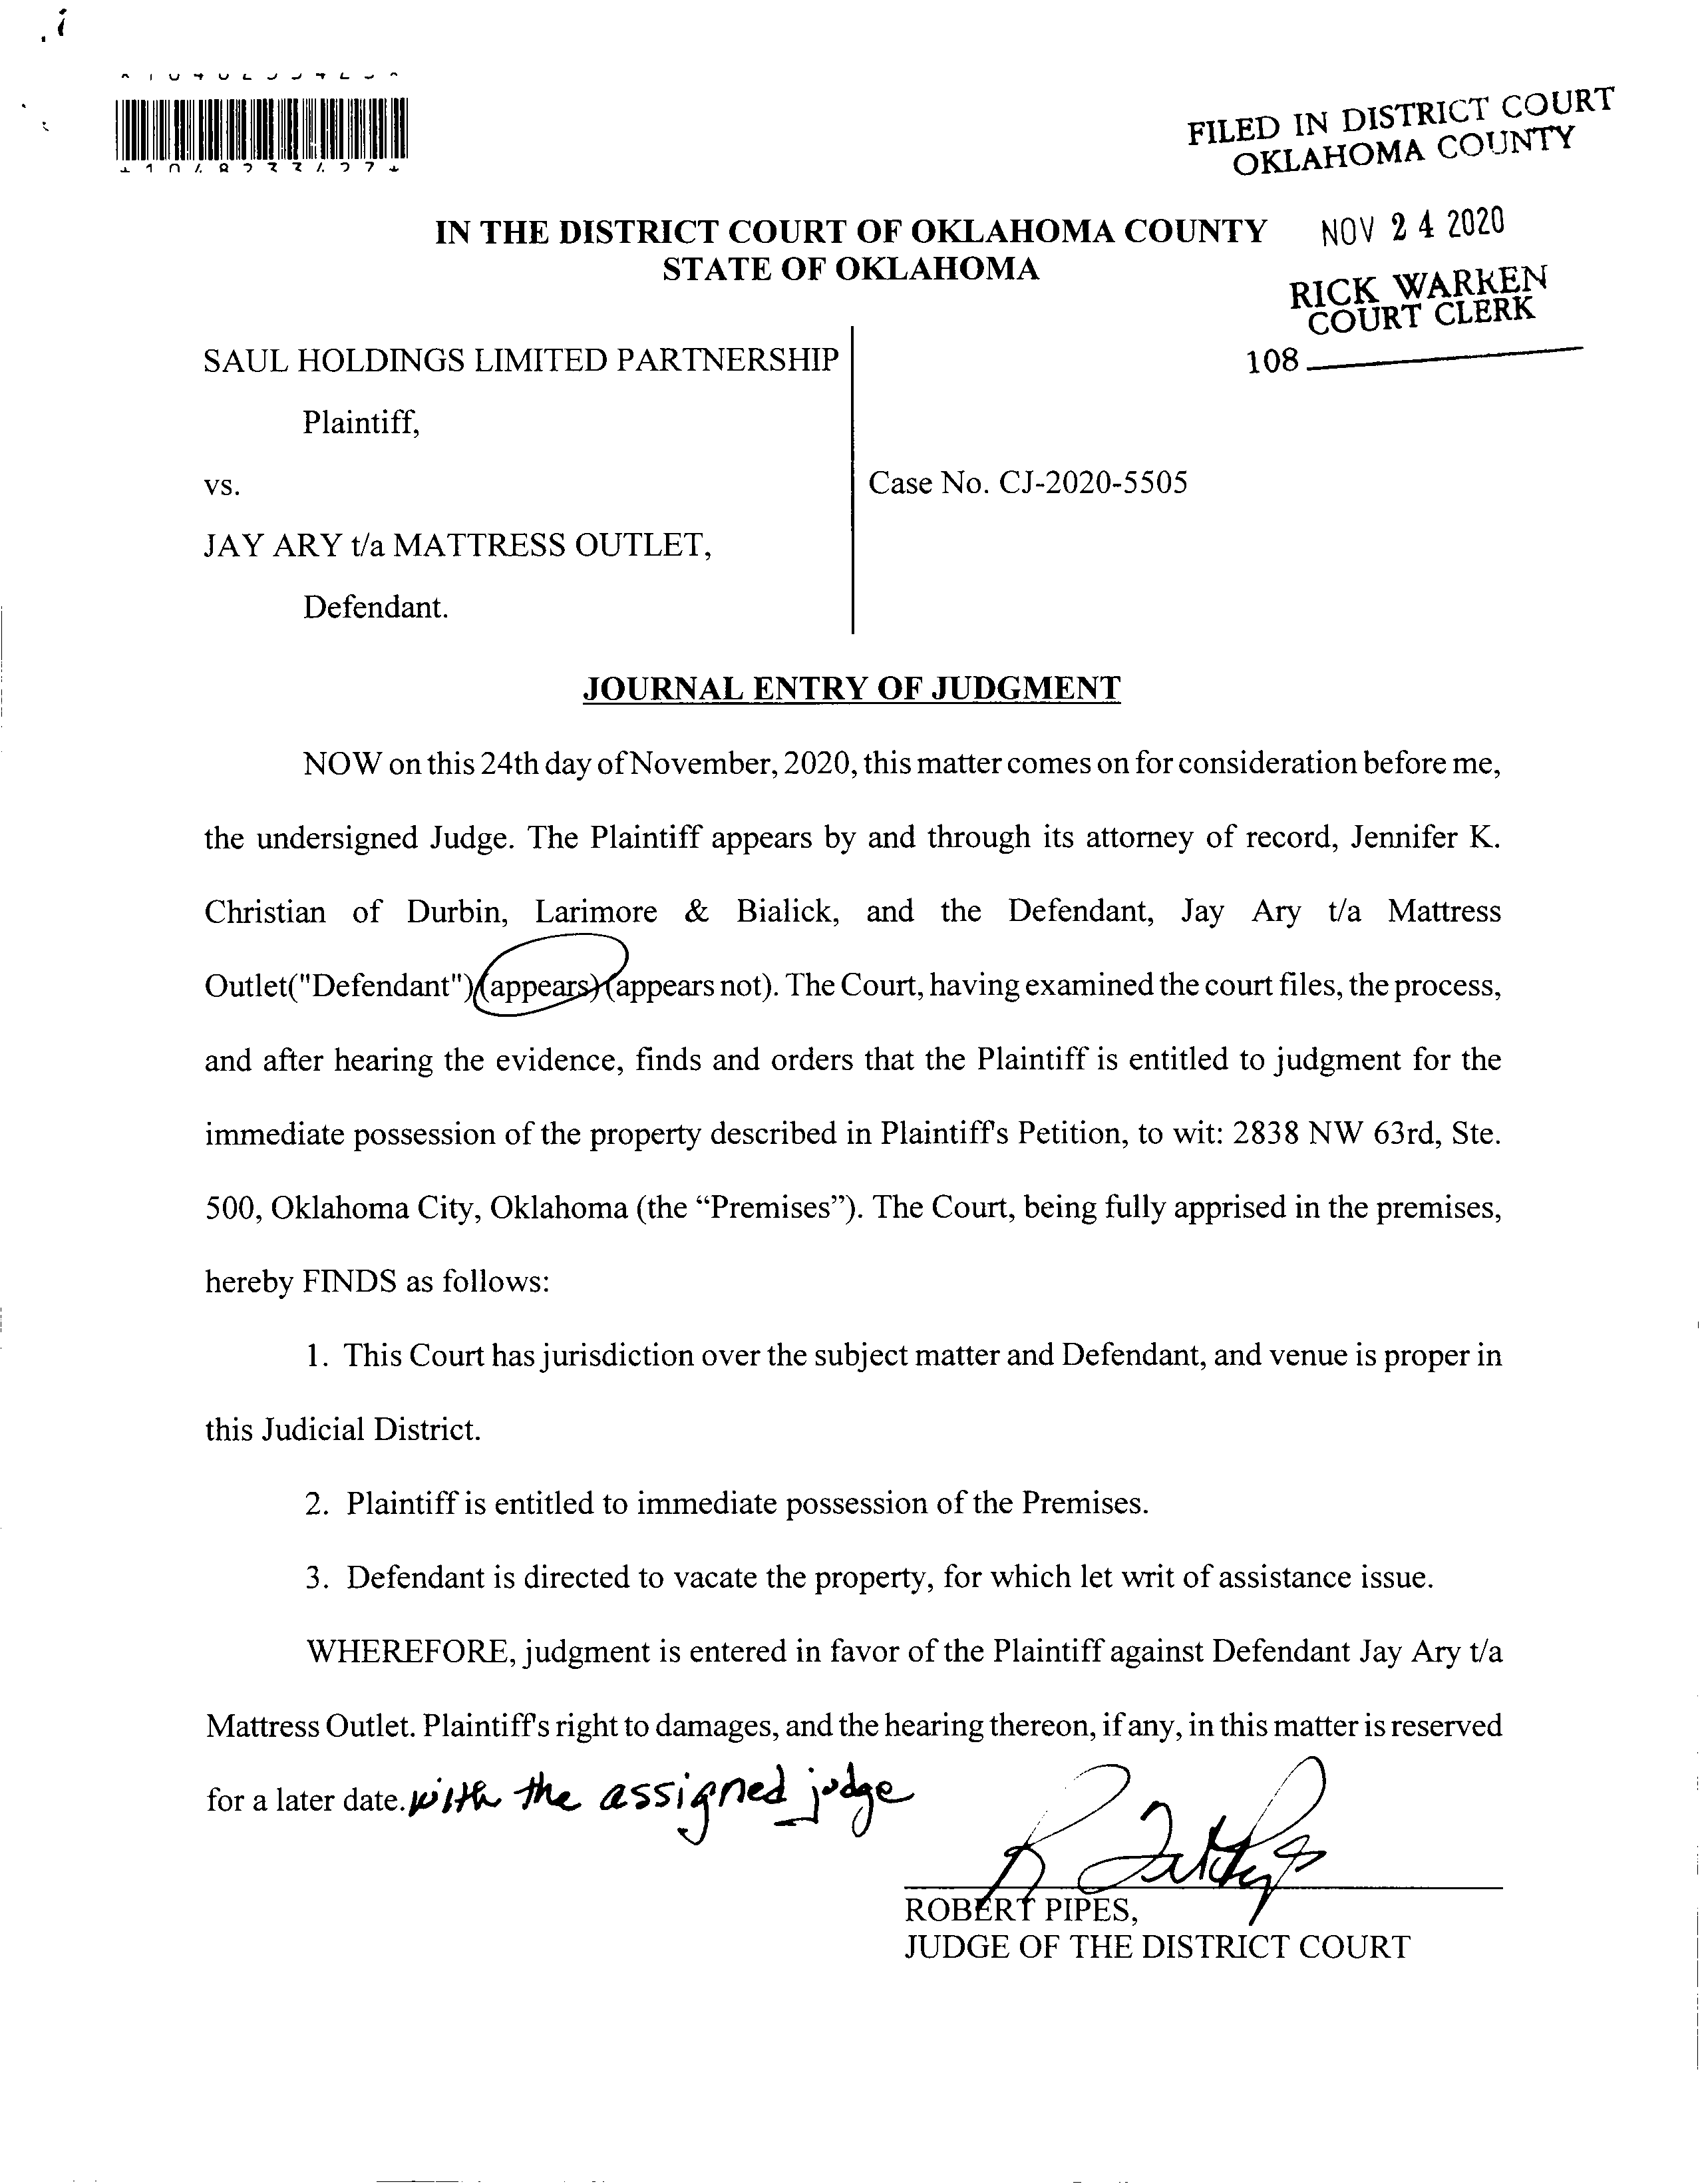 FILED IN DISTRICT COURT
OKLAHOMA COUNTY
IN THE DISTRICT COURT OF OKLAHOMA COUNTY
STATE OF OKLAHOMA
NOV 24 2020
RICK WARREN
COURT CLERK
108
SAUL HOLDINGS LIMITED PARTNERSHIP
Plaintiff,
vs.
Case No. CJ-2020-5505
JAY ARY t/a MATTRESS OUTLET,
Defendant.
JOURNAL ENTRY OF JUDGMENT
NOW on this 24th day of November, 2020, this matter comes on for consideration before me,
the undersigned Judge. The Plaintiff appears by and through its attorney of record, Jennifer K.
Christian of Durbin, Larimore & Bialick, and the Defendant, Jay Ary t/a Mattress
Outlet("Defendant") (appears) (appears not). The Court, having examined the court files, the process,
and after hearing the evidence, finds and orders that the Plaintiff is entitled to judgment for the
immediate possession of the property described in Plaintiff's Petition, to wit: 2838 NW 63rd, Ste.
500, Oklahoma City, Oklahoma (the “Premises”). The Court, being fully apprised in the premises,
hereby FINDS as follows:
1. This Court has jurisdiction over the subject matter and Defendant, and venue is proper in
this Judicial District.
2. Plaintiff is entitled to immediate possession of the Premises.
3. Defendant is directed to vacate the property, for which let writ of assistance issue.
WHEREFORE, judgment is entered in favor of the Plaintiff against Defendant Jay Ary t/a
Mattress Outlet. Plaintiff's right to damages, and the hearing thereon, if any, in this matter is reserved
for a later date. with the assigned judge
ROBERT PIPES,
JUDGE OF THE DISTRICT COURT